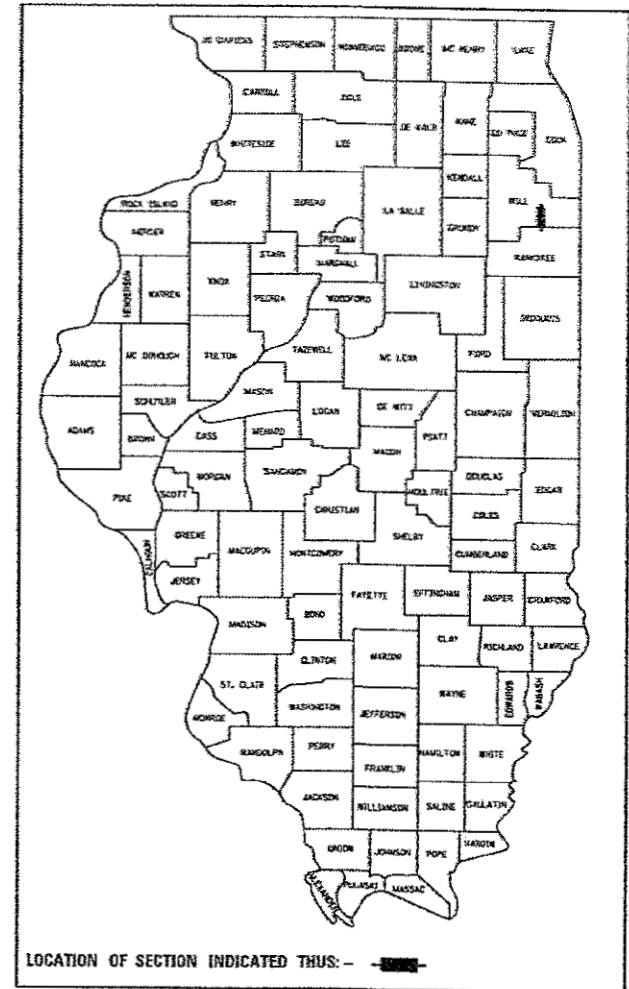 JO DAVIESS STEPHENSON WINNEBAGO BOONE MC HENRY LAKE
CARROLL OGLE DE KALB KANE DU PAGE COOK
WHITESIDE LEE KENDALL WILL
ROCK ISLAND HENRY BUREAU LA SALLE GRUNDY
MERCER PUTNAM KANKAKEE
HENDERSON WARREN KNOX STARK MARSHALL LIVINGSTON
PEORIA WOODFORD IROQUOIS
HANCOCK MC DONOUGH FULTON TAZEWELL MC LEAN FORD
SCHUYLER MASON DE WITT CHAMPAIGN VERMILION
ADAMS BROWN CASS MENARD LOGAN MACON PIATT
PIKE SCOTT MORGAN SANGAMON MOULTRIE DOUGLAS EDGAR
CHRISTIAN COLES
CALHOUN GREENE MACOUPIN MONTGOMERY SHELBY CUMBERLAND CLARK
JERSEY FAYETTE EFFINGHAM JASPER CRAWFORD
MADISON BOND CLAY RICHLAND LAWRENCE
ST. CLAIR CLINTON MARION WAYNE EDWARDS WABASH
MONROE WASHINGTON JEFFERSON
RANDOLPH PERRY FRANKLIN HAMILTON WHITE
JACKSON WILLIAMSON SALINE GALLATIN
UNION JOHNSON POPE HARDIN
ALEXANDER PULASKI MASSAC
LOCATION OF SECTION INDICATED THUS: -